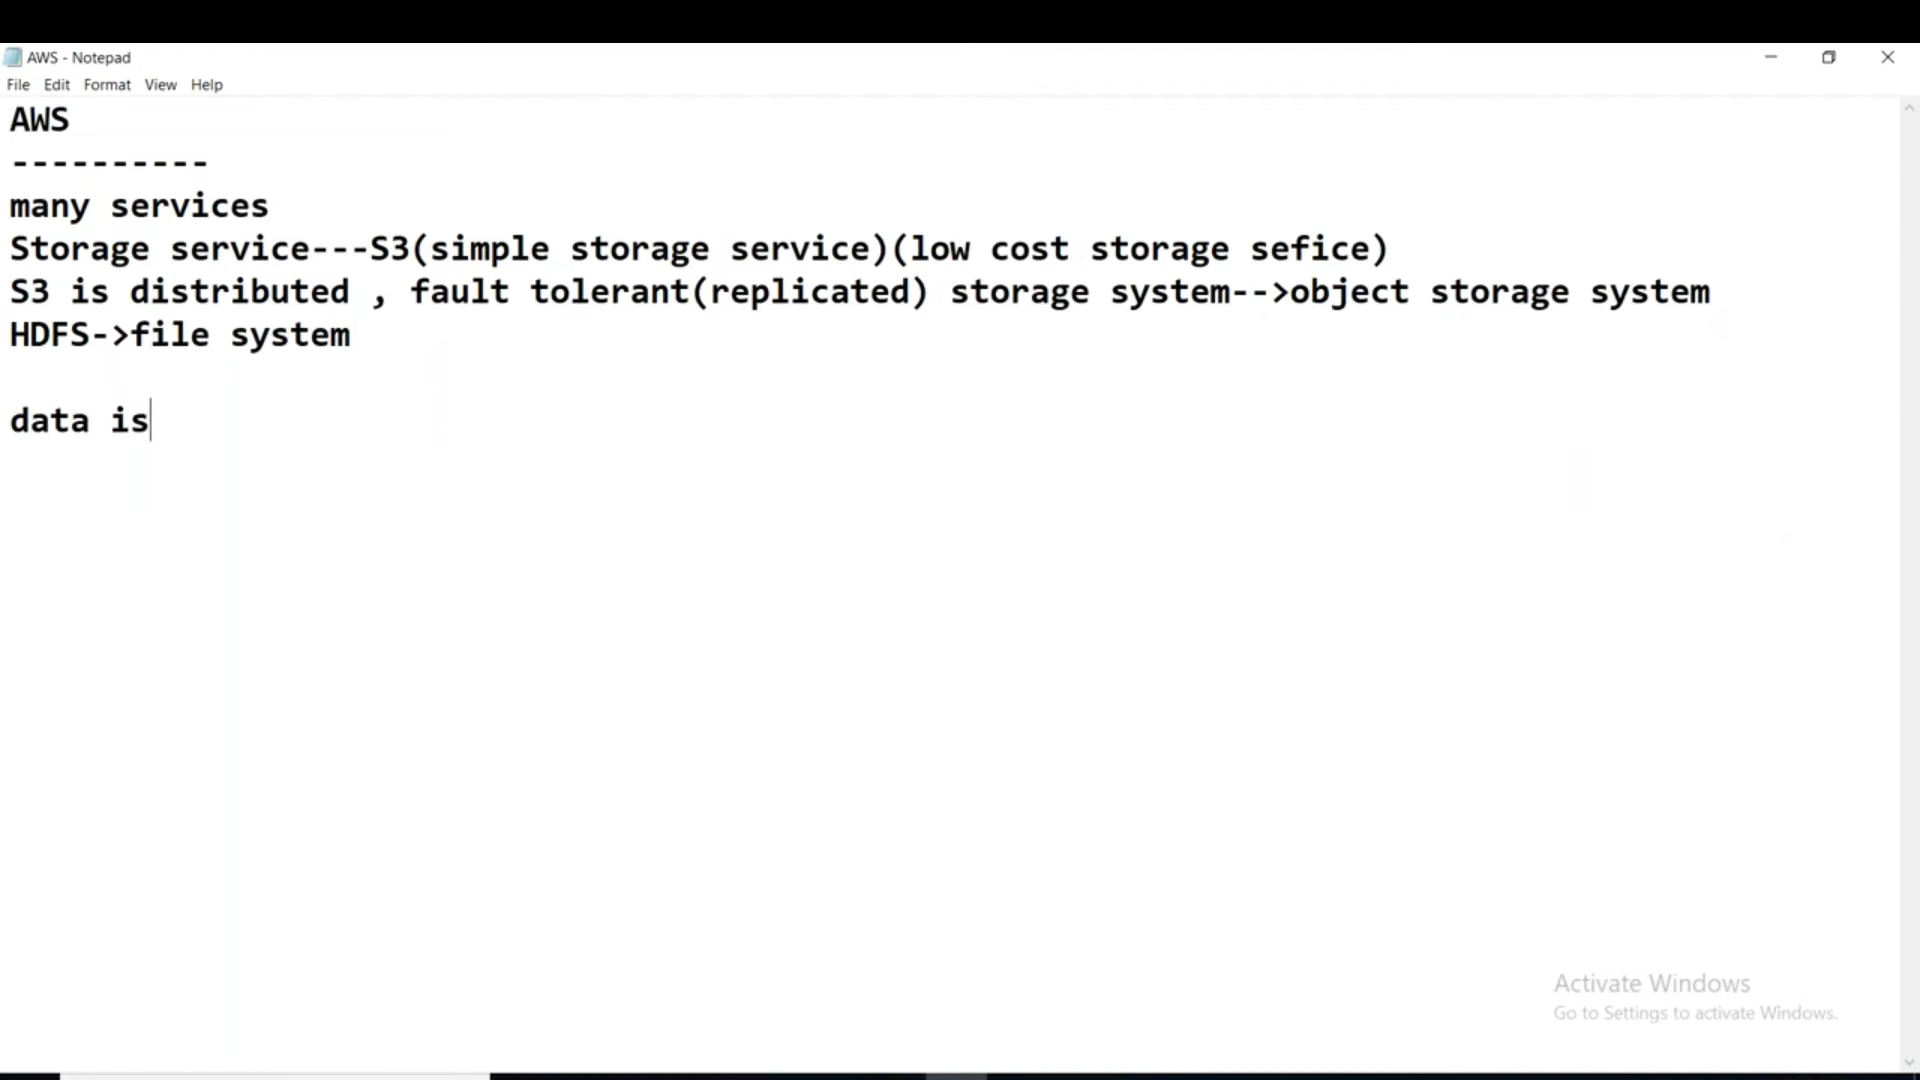 AWS - Notepad
File Edit Format View Help
AWS
----------
many services
Storage service---S3(simple storage service)(low cost storage sefice)
S3 is distributed , fault tolerant(replicated) storage system-->object storage system
HDFS->file system
data is
Activate Windows
Go to Settings to activate Windows.